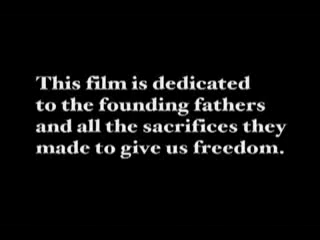 This film is dedicated
to the founding fathers
and all the sacrifices they
made to give us freedom.